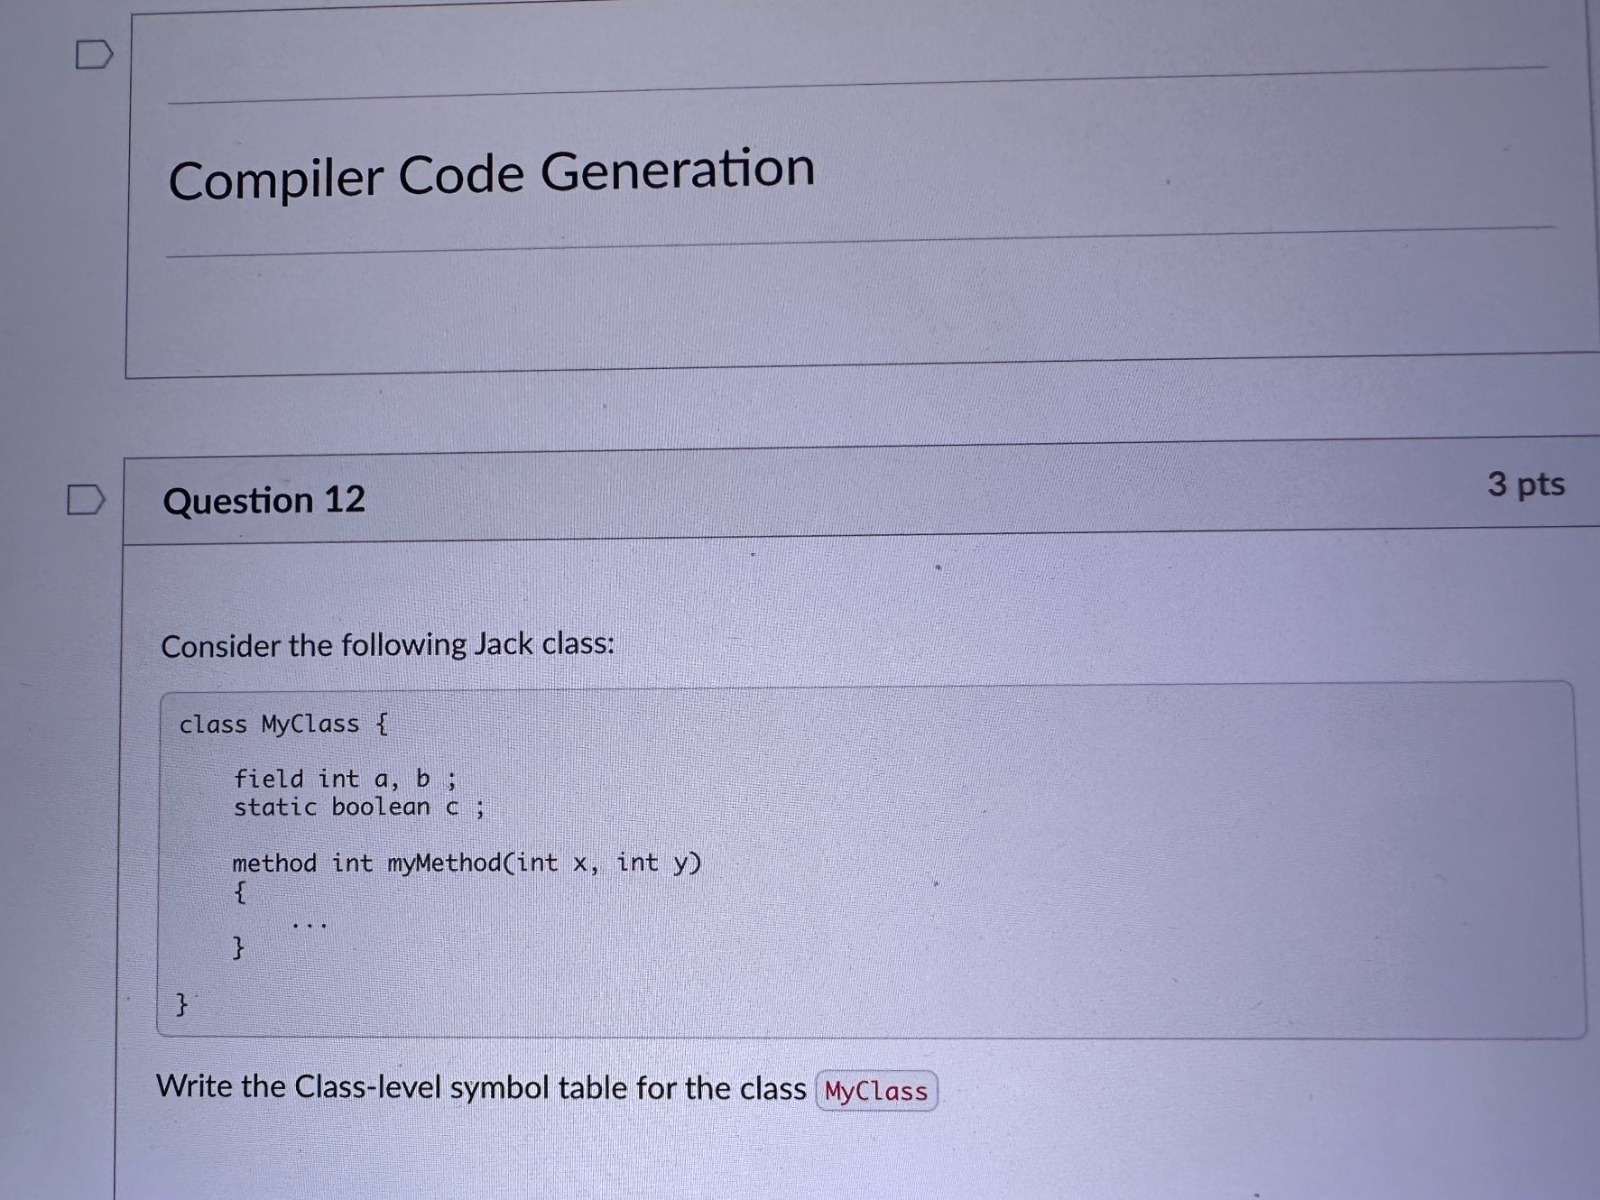 Compiler Code Generation
Question 12
3 pts
Consider the following Jack class:
class MyClass {
field int a, b ;
static boolean c ;
method int myMethod(int x, int y)
{
...
}
}
Write the Class-level symbol table for the class MyClass